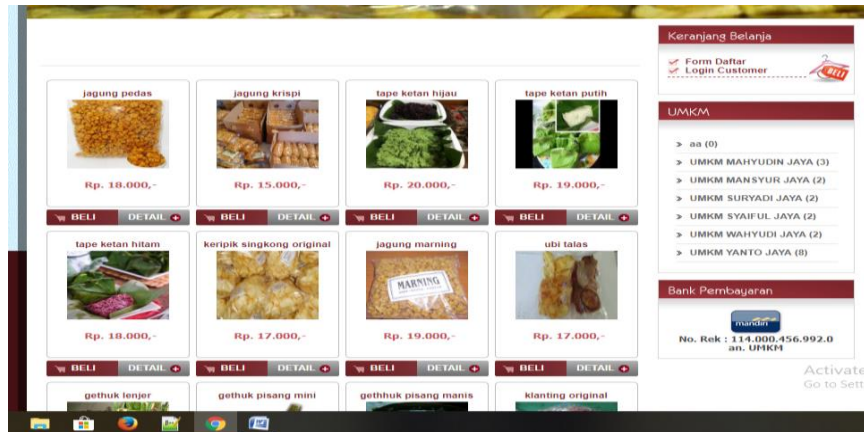 Keranjang Belanja
Form Daftar
Login Customer
BELI
jagung pedas
jagung krispi
tape ketan hijau
tape ketan putih
Rp. 18.000,-
Rp. 15.000,-
Rp. 20.000,-
Rp. 19.000,-
BELI DETAIL
BELI DETAIL
BELI DETAIL
BELI DETAIL
tape ketan hitam
keripik singkong original
jagung marning
ubi talas
MARNING
Rp. 18.000,-
Rp. 17.000,-
Rp. 19.000,-
Rp. 17.000,-
BELI DETAIL
BELI DETAIL
BELI DETAIL
BELI DETAIL
gethuk lenjer
gethuk pisang mini
gethhuk pisang manis
klanting original
UMKM
aa (0)
UMKM MAHYUDIN JAYA (3)
UMKM MANSYUR JAYA (2)
UMKM SURYADI JAYA (2)
UMKM SYAIFUL JAYA (2)
UMKM WAHYUDI JAYA (2)
UMKM YANTO JAYA (8)
Bank Pembayaran
mandiri
No. Rek : 114.000.456.992.0
an. UMKM
Activate
Go to Sett